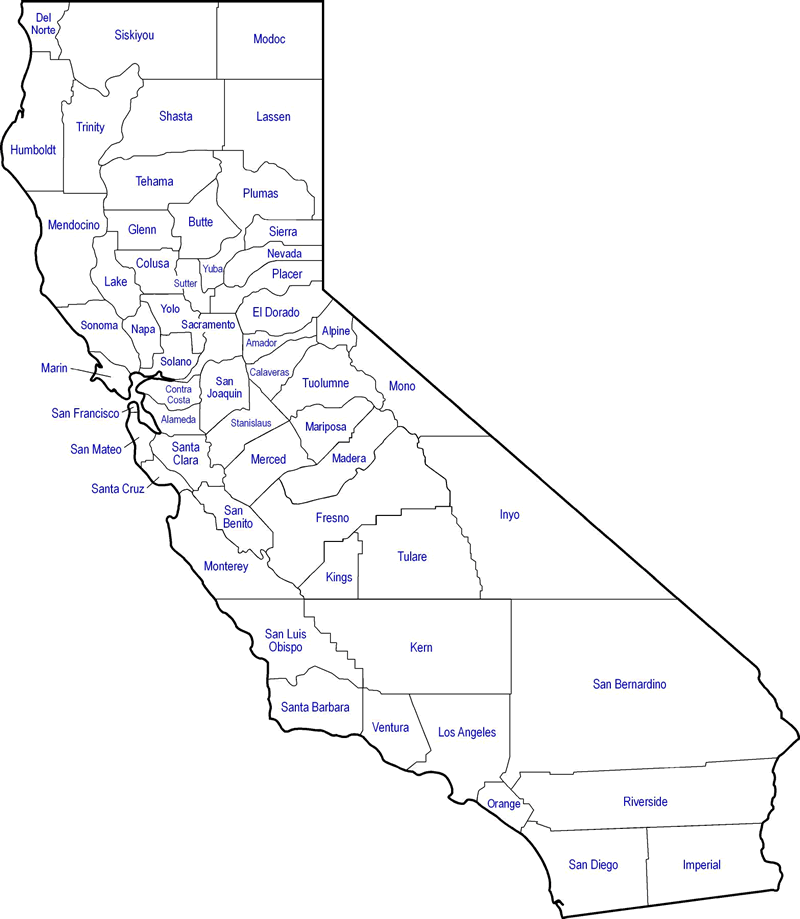 Del
Norte
Siskiyou
Modoc
Shasta
Lassen
Trinity
Humboldt
Tehama
Plumas
Mendocino
Glenn
Butte
Sierra
Nevada
Colusa
Yuba
Placer
Lake
Sutter
Yolo
El Dorado
Sonoma
Napa
Sacramento
Alpine
Amador
Solano
Marin
Calaveras
San
Joaquin
Tuolumne
Mono
Contra
Costa
San Francisco
Alameda
Stanislaus
Mariposa
San Mateo
Santa
Clara
Merced
Madera
Santa Cruz
San
Benito
Fresno
Inyo
Monterey
Kings
Tulare
San Luis
Obispo
Kern
San Bernardino
Santa Barbara
Ventura
Los Angeles
Orange
Riverside
San Diego
Imperial